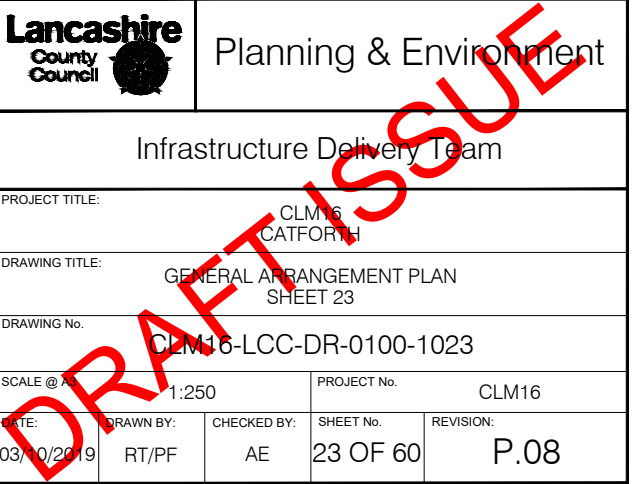 Lancashire
County
Council
Planning & Environment
Infrastructure Delivery Team
PROJECT TITLE:
CLM16
CATFORTH
DRAWING TITLE:
GENERAL ARRANGEMENT PLAN
SHEET 23
DRAWING No.
CLM16-LCC-DR-0100-1023
SCALE @ A3
1:250
PROJECT No.
CLM16
DATE:
03/10/2019
DRAWN BY:
RT/PF
CHECKED BY:
AE
SHEET No.
23 OF 60
REVISION:
P.08
DRAFT ISSUE